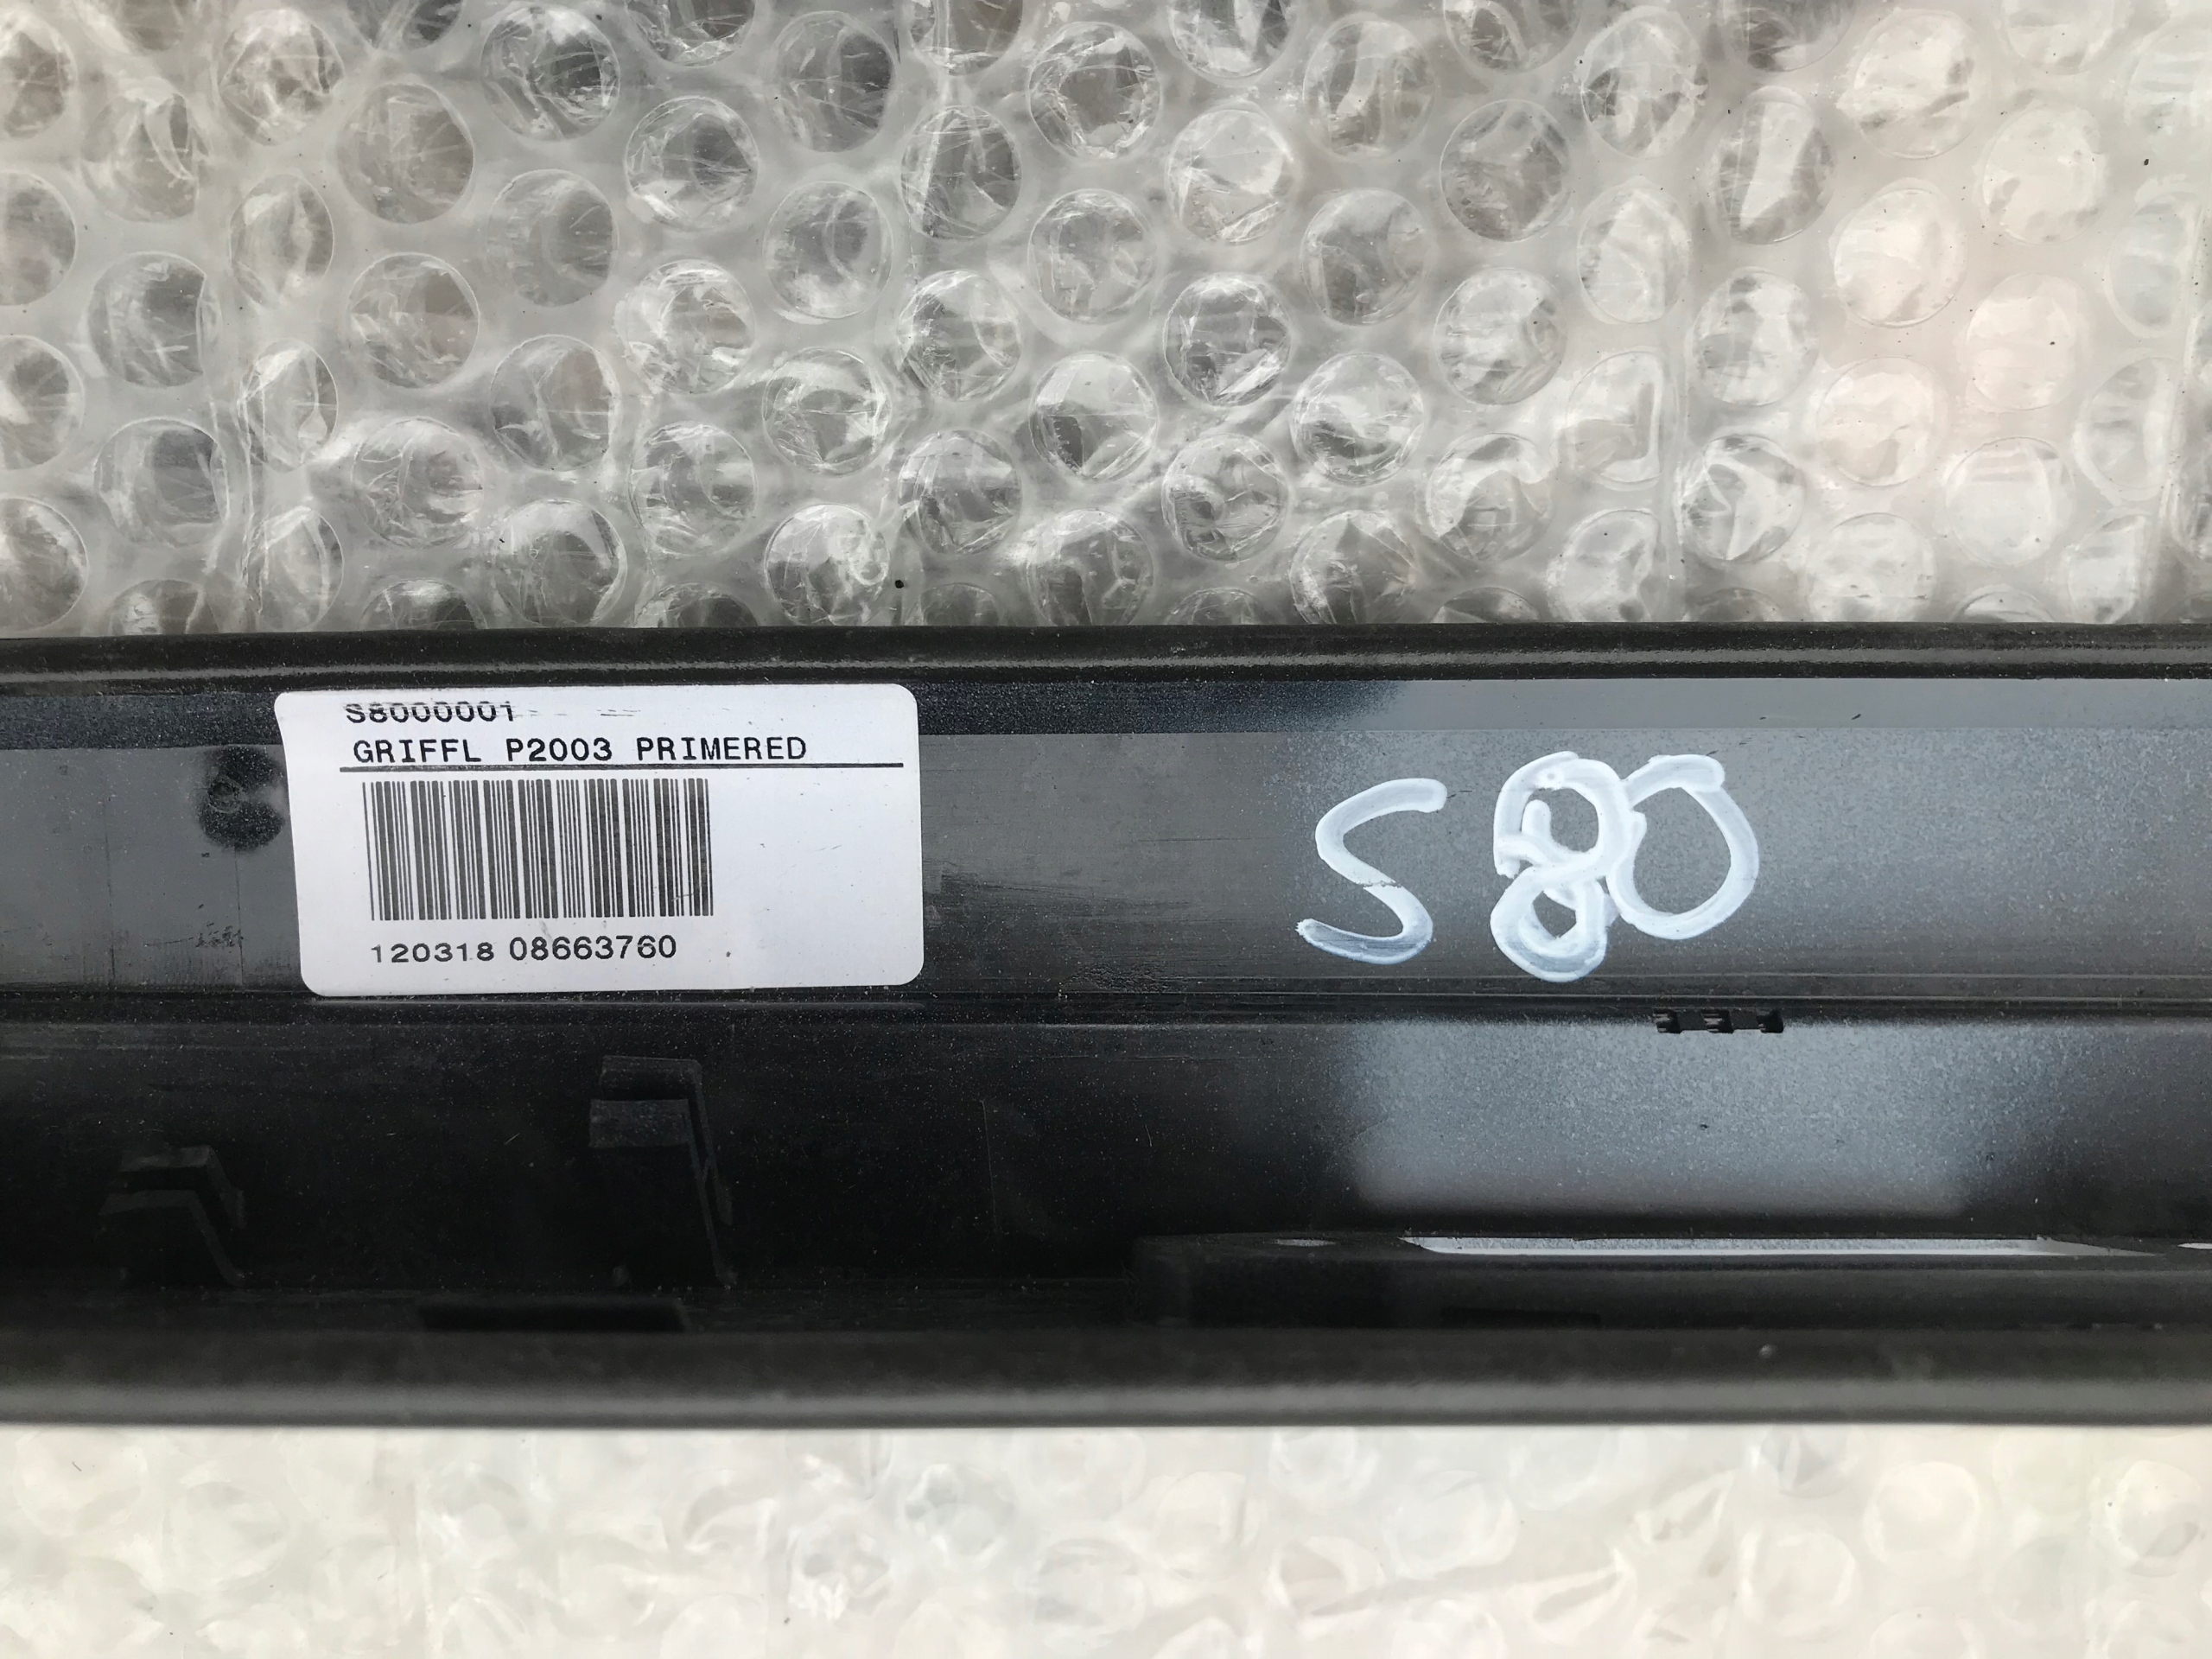 S8000001
GRIFFL P2003 PRIMERED
120318 08663760
S80